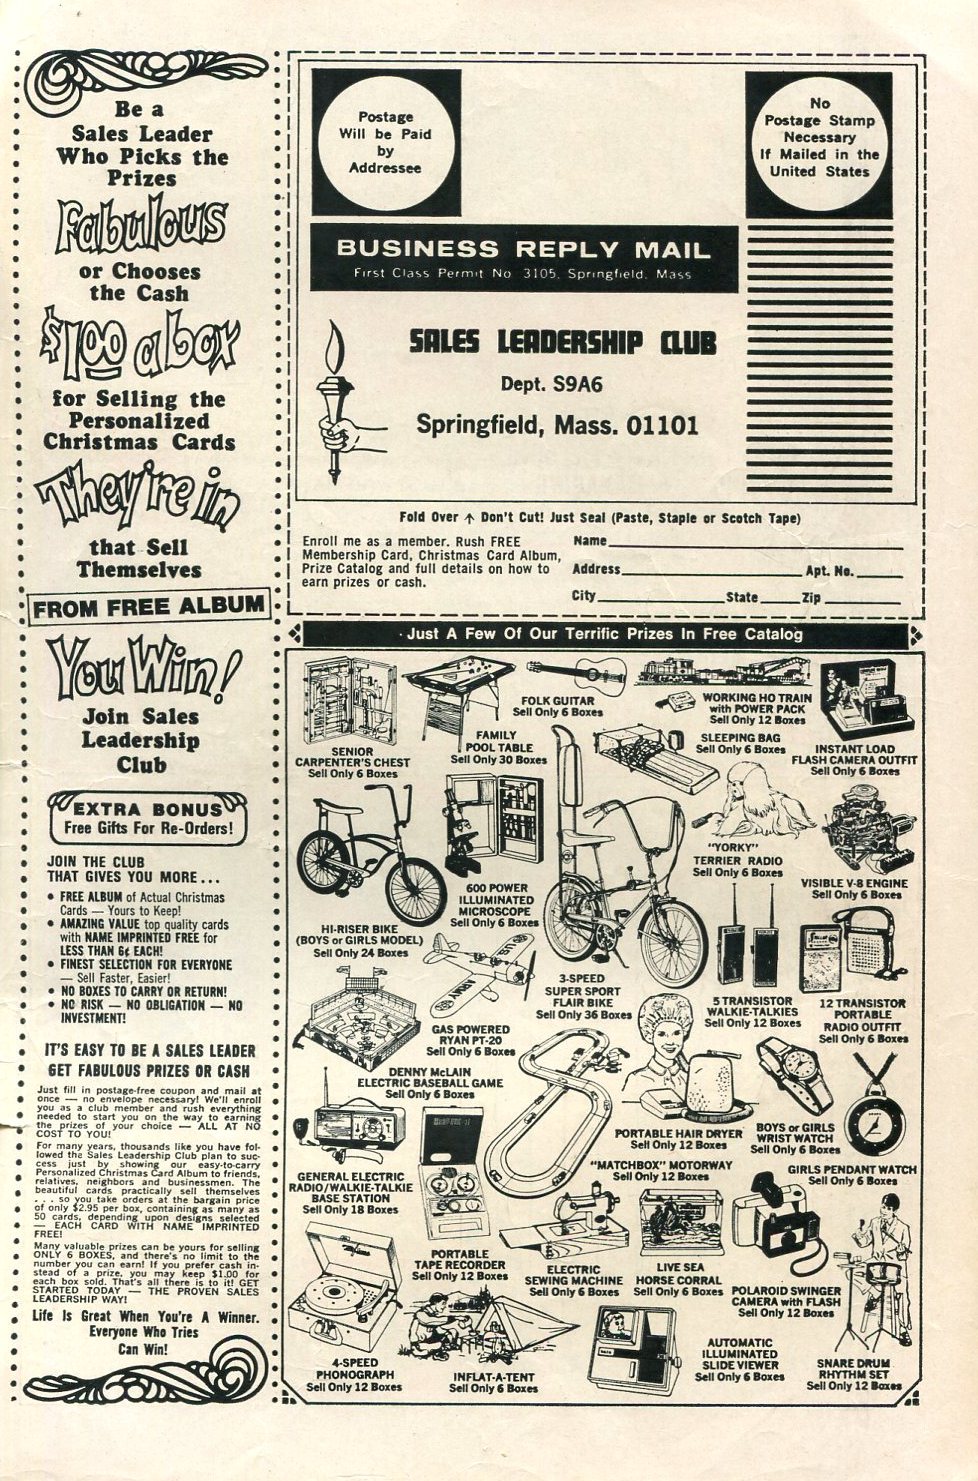 Be a
Sales Leader
Who Picks the
Prizes
Fabulous
or Chooses
the Cash
$1.00 a box
for Selling the
Personalized
Christmas Cards
They're in
that Sell
Themselves
FROM FREE ALBUM
You Win!
Join Sales
Leadership
Club
EXTRA BONUS
Free Gifts For Re-Orders!
JOIN THE CLUB
THAT GIVES YOU MORE ...
• FREE ALBUM of Actual Christmas
Cards — Yours to Keep!
• AMAZING VALUE top quality cards
with NAME IMPRINTED FREE for
LESS THAN 6¢ EACH!
• FINEST SELECTION FOR EVERYONE
— Sell Faster, Easier!
• NO BOXES TO CARRY OR RETURN!
• NO RISK — NO OBLIGATION — NO
INVESTMENT!
IT'S EASY TO BE A SALES LEADER
GET FABULOUS PRIZES OR CASH
Just fill in postage-free coupon and mail at
once — no envelope necessary! We'll enroll
you as a club member and rush everything
needed to start you on the way to earning
the prizes of your choice — ALL AT NO
COST TO YOU!
For many years, thousands like you have fol-
lowed the Sales Leadership Club plan to suc-
cess just by showing our easy-to-carry
Personalized Christmas Card Album to friends,
relatives, neighbors and businessmen. The
beautiful cards practically sell themselves
. . . so you take orders at the bargain price
of only $2.95 per box, containing as many as
50 cards, depending upon designs selected
— EACH CARD WITH NAME IMPRINTED
FREE!
Many valuable prizes can be yours for selling
ONLY 6 BOXES, and there's no limit to the
number you can earn! If you prefer cash in-
stead of a prize, you may keep $1.00 for
each box sold. That's all there is to it! GET
STARTED TODAY — THE PROVEN SALES
LEADERSHIP WAY!
Life Is Great When You're A Winner.
Everyone Who Tries
Can Win!
Postage
Will be Paid
by
Addressee
No
Postage Stamp
Necessary
If Mailed in the
United States
BUSINESS REPLY MAIL
First Class Permit No 3105, Springfield, Mass
SALES LEADERSHIP CLUB
Dept. S9A6
Springfield, Mass. 01101
Fold Over ↑ Don't Cut! Just Seal (Paste, Staple or Scotch Tape)
Enroll me as a member. Rush FREE
Membership Card, Christmas Card Album,
Prize Catalog and full details on how to
earn prizes or cash.
Name
Address Apt. No.
City State Zip
Just A Few Of Our Terrific Prizes In Free Catalog
SENIOR
CARPENTER'S CHEST
Sell Only 6 Boxes
FAMILY
POOL TABLE
Sell Only 30 Boxes
FOLK GUITAR
Sell Only 6 Boxes
WORKING HO TRAIN
with POWER PACK
Sell Only 12 Boxes
SLEEPING BAG
Sell Only 6 Boxes
INSTANT LOAD
FLASH CAMERA OUTFIT
Sell Only 6 Boxes
HI-RISER BIKE
(BOYS or GIRLS MODEL)
Sell Only 24 Boxes
600 POWER
ILLUMINATED
MICROSCOPE
Sell Only 6 Boxes
"YORKY"
TERRIER RADIO
Sell Only 6 Boxes
VISIBLE V-8 ENGINE
Sell Only 6 Boxes
3-SPEED
SUPER SPORT
FLAIR BIKE
Sell Only 36 Boxes
5 TRANSISTOR
WALKIE-TALKIES
Sell Only 12 Boxes
12 TRANSISTOR
PORTABLE
RADIO OUTFIT
Sell Only 6 Boxes
ARMY
GAS POWERED
RYAN PT-20
Sell Only 6 Boxes
DENNY McLAIN
ELECTRIC BASEBALL GAME
Sell Only 6 Boxes
PORTABLE HAIR DRYER
Sell Only 12 Boxes
BOYS or GIRLS
WRIST WATCH
Sell Only 6 Boxes
GIRLS PENDANT WATCH
Sell Only 6 Boxes
"MATCHBOX" MOTORWAY
Sell Only 12 Boxes
GENERAL ELECTRIC
RADIO/WALKIE-TALKIE
BASE STATION
Sell Only 18 Boxes
PORTABLE
TAPE RECORDER
Sell Only 12 Boxes
ELECTRIC
SEWING MACHINE
Sell Only 6 Boxes
LIVE SEA
HORSE CORRAL
Sell Only 6 Boxes
POLAROID SWINGER
CAMERA with FLASH
Sell Only 12 Boxes
4-SPEED
PHONOGRAPH
Sell Only 12 Boxes
INFLAT-A-TENT
Sell Only 6 Boxes
AUTOMATIC
ILLUMINATED
SLIDE VIEWER
Sell Only 6 Boxes
SNARE DRUM
RHYTHM SET
Sell Only 12 Boxes